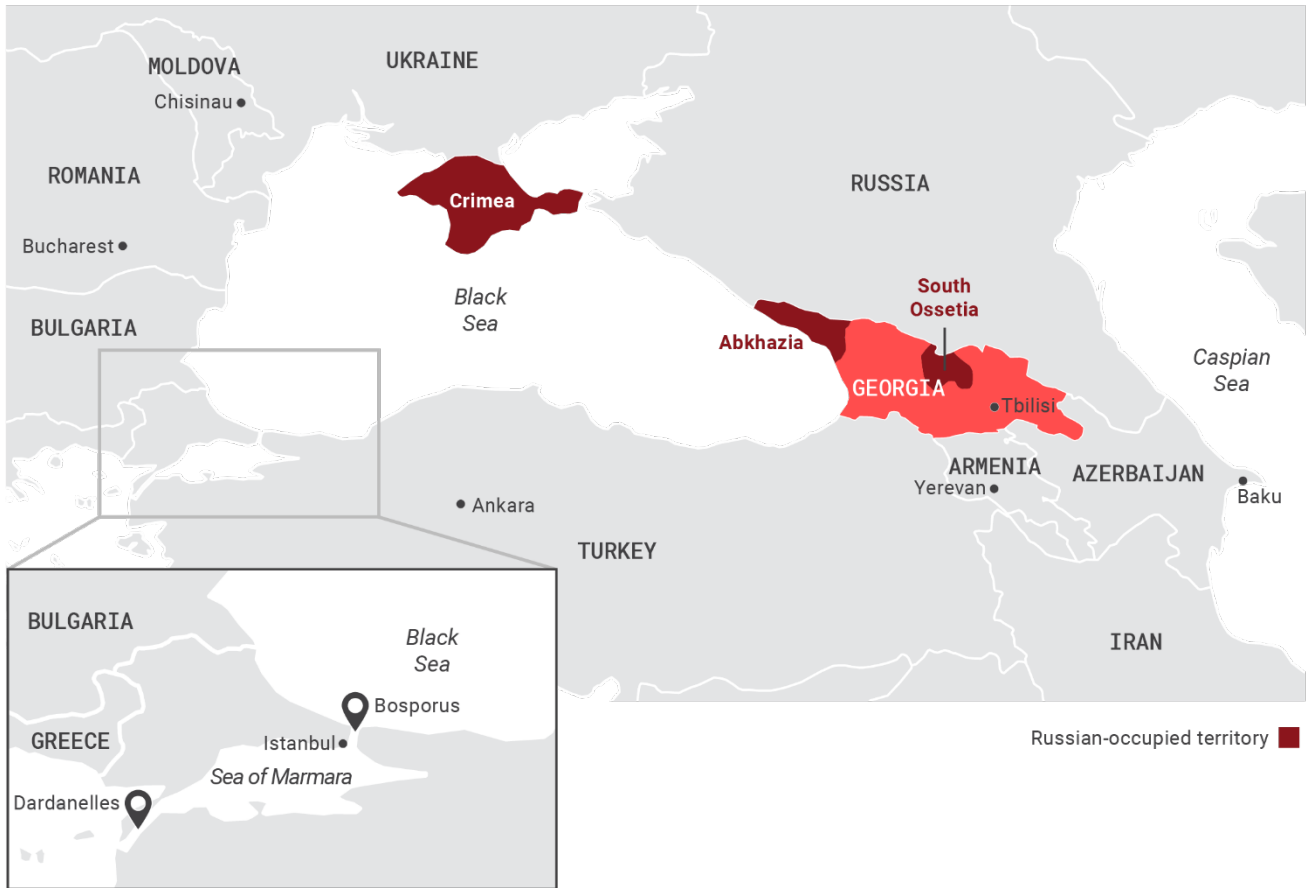 MOLDOVA
Chisinau
UKRAINE
ROMANIA
Bucharest
BULGARIA
Crimea
RUSSIA
Black
Sea
South
Ossetia
Abkhazia
GEORGIA
Tbilisi
Caspian
Sea
ARMENIA
Yerevan
AZERBAIJAN
Baku
Ankara
TURKEY
IRAN
BULGARIA
Black
Sea
Bosporus
GREECE
Istanbul
Sea of Marmara
Dardanelles
Russian-occupied territory